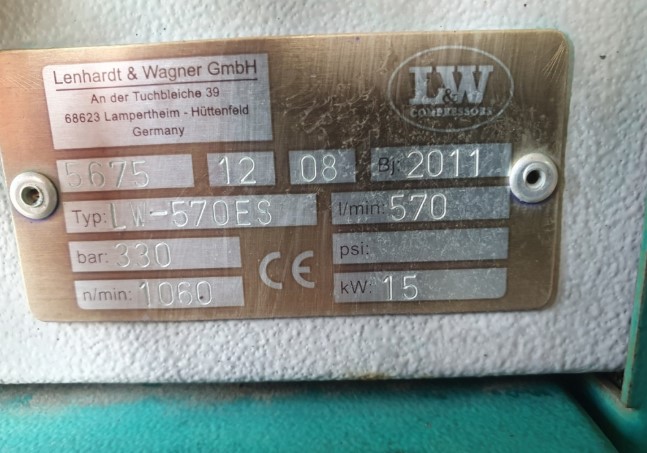 Lenhardt & Wagner GmbH
An der Tuchbleiche 39
68623 Lampertheim - Hüttenfeld
Germany
L&W
COMPRESSORS
5675 12 08 Bj: 2011
Typ: LW-570ES l/min: 570
bar: 330 psi:
CE
n/min: 1060 kW: 15